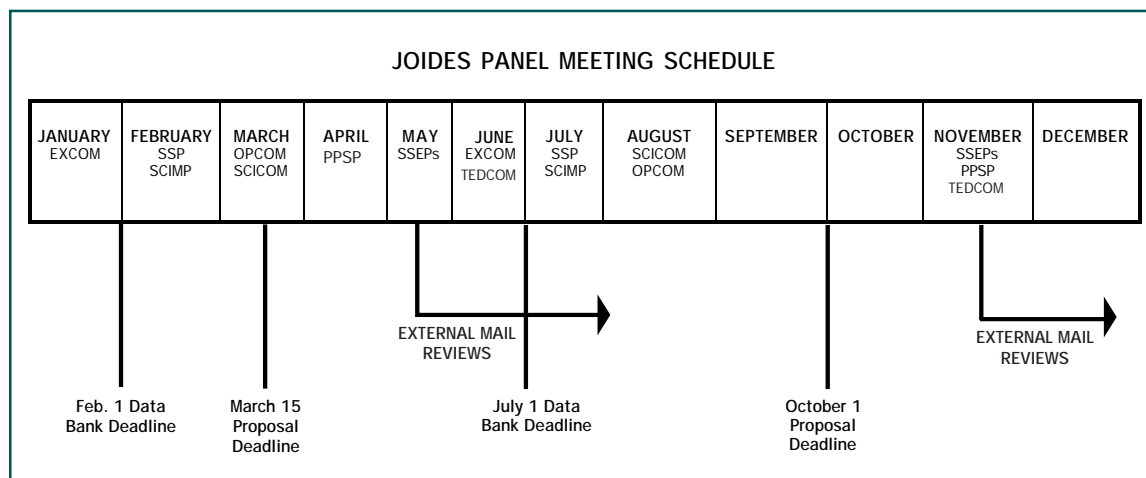 JOIDES PANEL MEETING SCHEDULE
JANUARY
EXCOM
FEBRUARY
SSP
SCIMP
MARCH
OPCOM
SCICOM
APRIL
PPSP
MAY
SSEPs
JUNE
EXCOM
TEDCOM
JULY
SSP
SCIMP
AUGUST
SCICOM
OPCOM
SEPTEMBER
OCTOBER
NOVEMBER
SSEPs
PPSP
TEDCOM
DECEMBER
EXTERNAL MAIL
REVIEWS
EXTERNAL MAIL
REVIEWS
Feb. 1 Data
Bank Deadline
March 15
Proposal
Deadline
July 1 Data
Bank Deadline
October 1
Proposal
Deadline